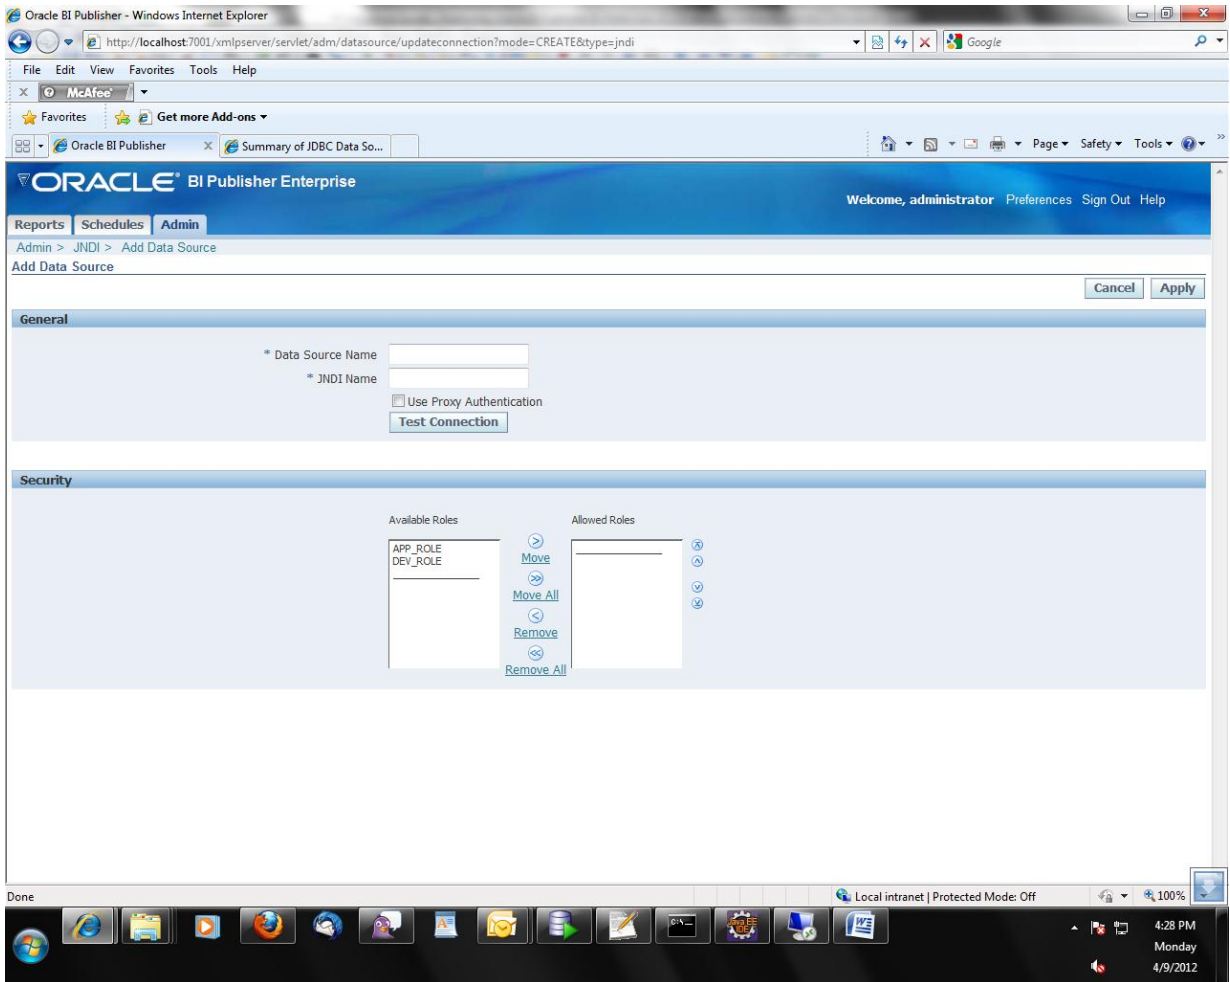 Oracle BI Publisher - Windows Internet Explorer
http://localhost:7001/xmlpserver/servlet/adm/datasource/updateconnection?mode=CREATE&type=jndi
Google
File Edit View Favorites Tools Help
x McAfee
Favorites Get more Add-ons
Oracle BI Publisher X Summary of JDBC Data So...
Page Safety Tools
ORACLE BI Publisher Enterprise
Welcome, administrator Preferences Sign Out Help
Reports Schedules Admin
Admin > JNDI > Add Data Source
Add Data Source
Cancel Apply
General
* Data Source Name
* JNDI Name
Use Proxy Authentication
Test Connection
Security
Available Roles Allowed Roles
APP_ROLE
DEV_ROLE
Move
Move All
Remove
Remove All
Done
Local intranet | Protected Mode: Off
100%
4:28 PM
Monday
4/9/2012